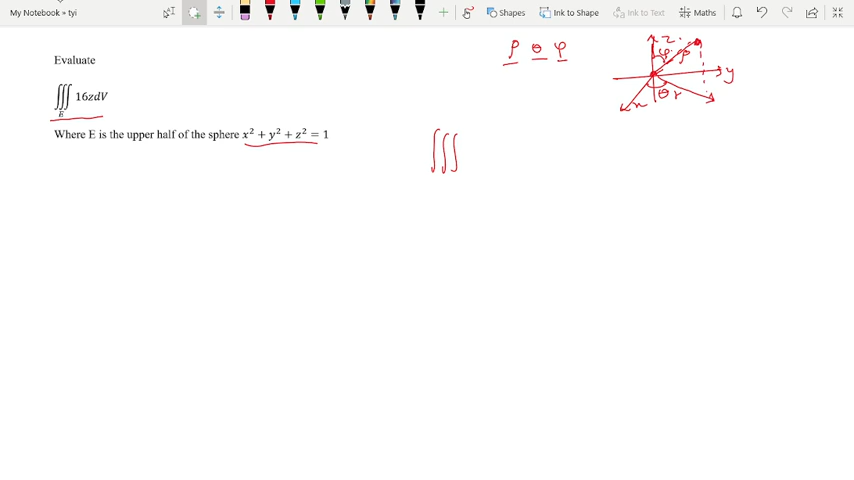 My Notebook » tyi
Shapes
Ink to Shape
Ink to Text
Maths
Evaluate
∭ 16zdV
E
Where E is the upper half of the sphere x² + y² + z² = 1
ρ θ φ
z
φ ρ
y
θ r
x
∭